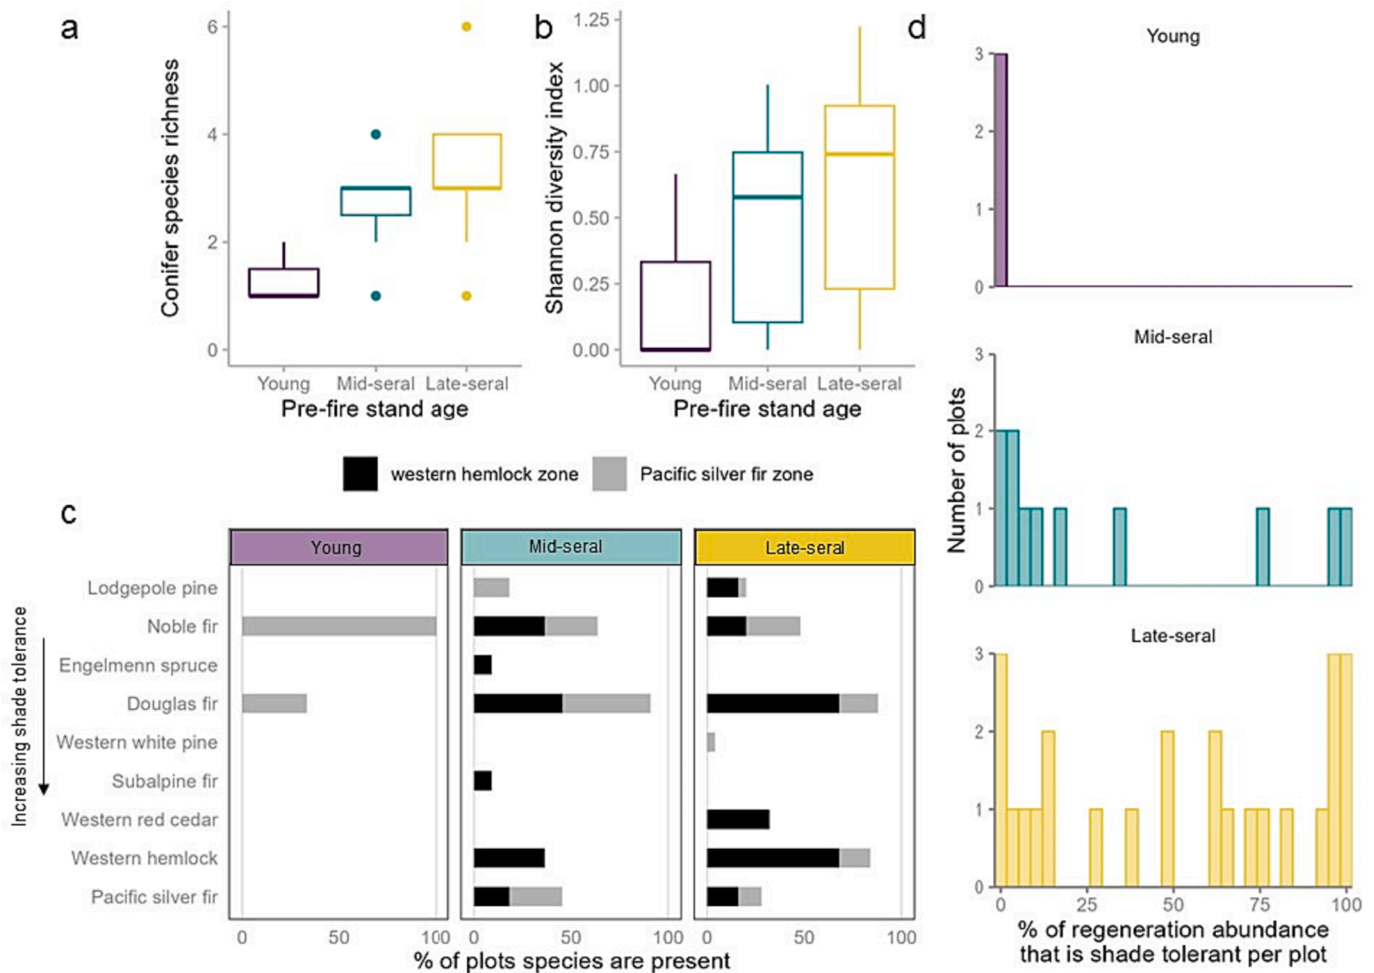 a
Conifer species richness
6
4
2
0
Young Mid-seral Late-seral
Pre-fire stand age
b
Shannon diversity index
1.25
1.00
0.75
0.50
0.25
0.00
Young Mid-seral Late-seral
Pre-fire stand age
western hemlock zone Pacific silver fir zone
c
Young Mid-seral Late-seral
Increasing shade tolerance
Lodgepole pine
Noble fir
Engelmenn spruce
Douglas fir
Western white pine
Subalpine fir
Western red cedar
Western hemlock
Pacific silver fir
0 50 100 0 50 100 0 50 100
% of plots species are present
d
Number of plots
Young
3
2
1
0
Mid-seral
3
2
1
0
Late-seral
3
2
1
0
0 25 50 75 100
% of regeneration abundance
that is shade tolerant per plot